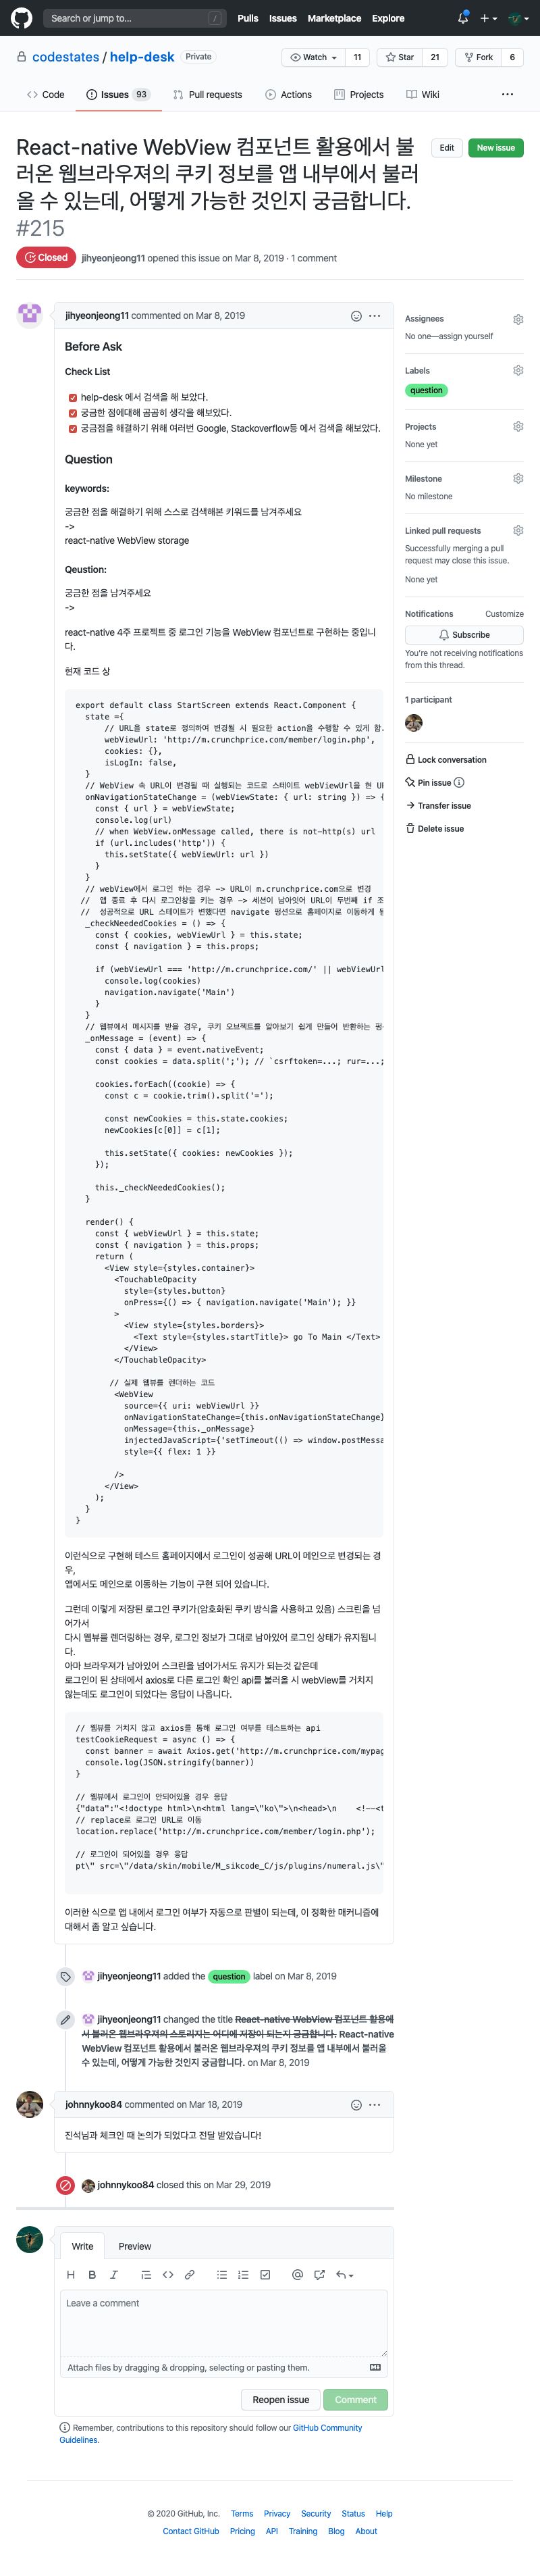 Search or jump to...
/
Pulls Issues Marketplace Explore
codestates / help-desk Private
Watch 11 Star 21 Fork 6
Code Issues 93 Pull requests Actions Projects Wiki
React-native WebView 컴포넌트 활용에서 불
러온 웹브라우져의 쿠키 정보를 앱 내부에서 불러
올 수 있는데, 어떻게 가능한 것인지 궁금합니다.
#215
Edit New issue
Closed jihyeonjeong11 opened this issue on Mar 8, 2019 · 1 comment
jihyeonjeong11 commented on Mar 8, 2019
Before Ask
Check List
help-desk 에서 검색을 해 보았다.
궁금한 점에대해 곰곰히 생각을 해보았다.
궁금점을 해결하기 위해 여러번 Google, Stackoverflow등 에서 검색을 해보았다.
Question
keywords:
궁금한 점을 해결하기 위해 스스로 검색해본 키워드를 남겨주세요
->
react-native WebView storage
Qeustion:
궁금한 점을 남겨주세요
->
react-native 4주 프로젝트 중 로그인 기능을 WebView 컴포넌트로 구현하는 중입니
다.
현재 코드 상
export default class StartScreen extends React.Component {
state ={
// URL을 state로 정의하여 변경될 시 필요한 action을 수행할 수 있게 함.
webViewUrl: 'http://m.crunchprice.com/member/login.php',
cookies: {},
isLogIn: false,
}
// WebView 속 URL이 변경될 때 실행되는 코드로 스테이트 webViewUrl을 현 UR
onNavigationStateChange = (webViewState: { url: string }) => {
const { url } = webViewState;
console.log(url)
// when WebView.onMessage called, there is not-http(s) url
if (url.includes('http')) {
this.setState({ webViewUrl: url })
}
}
// webView에서 로그인 하는 경우 -> URL이 m.crunchprice.com으로 변경
// 앱 종료 후 다시 로그인창을 키는 경우 -> 세션이 남아잇어 URL이 두번째 if 조
// 성공적으로 URL 스테이트가 변했다면 navigate 펑션으로 홈페이지로 이동하게 됨
_checkNeededCookies = () => {
const { cookies, webViewUrl } = this.state;
const { navigation } = this.props;
if (webViewUrl === 'http://m.crunchprice.com/' || webViewUrl
console.log(cookies)
navigation.navigate('Main')
}
}
// 웹뷰에서 메시지를 받을 경우, 쿠키 오브젝트를 알아보기 쉽게 만들어 반환하는 펑
_onMessage = (event) => {
const { data } = event.nativeEvent;
const cookies = data.split(';'); // `csrftoken=...; rur=...;
cookies.forEach((cookie) => {
const c = cookie.trim().split('=');
const newCookies = this.state.cookies;
newCookies[c[0]] = c[1];
this.setState({ cookies: newCookies });
});
this._checkNeededCookies();
}
render() {
const { webViewUrl } = this.state;
const { navigation } = this.props;
return (
<View style={styles.container}>
<TouchableOpacity
style={styles.button}
onPress={() => { navigation.navigate('Main'); }}
>
<View style={styles.borders}>
<Text style={styles.startTitle}> go To Main </Text>
</View>
</TouchableOpacity>
// 실제 웹뷰를 렌더하는 코드
<WebView
source={{ uri: webViewUrl }}
onNavigationStateChange={this.onNavigationStateChange}
onMessage={this._onMessage}
injectedJavaScript={'setTimeout(() => window.postMessa
style={{ flex: 1 }}
/>
</View>
);
}
}
이런식으로 구현해 테스트 홈페이지에서 로그인이 성공해 URL이 메인으로 변경되는 경
우,
앱에서도 메인으로 이동하는 기능이 구현 되어 있습니다.
그런데 이렇게 저장된 로그인 쿠키가(암호화된 쿠키 방식을 사용하고 있음) 스크린을 넘
어가서
다시 웹뷰를 렌더링하는 경우, 로그인 정보가 그대로 남아있어 로그인 상태가 유지됩니
다.
아마 브라우져가 남아있어 스크린을 넘어가서도 유지가 되는것 같은데
로그인이 된 상태에서 axios로 다른 로그인 확인 api를 불러올 시 webView를 거치지
않는데도 로그인이 되었다는 응답이 나옵니다.
// 웹뷰를 거치지 않고 axios를 통해 로그인 여부를 테스트하는 api
testCookieRequest = async () => {
const banner = await Axios.get('http://m.crunchprice.com/mypag
console.log(JSON.stringify(banner))
}
// 웹뷰에서 로그인이 안되어있을 경우 응답
{"data":"<!doctype html>\n<html lang=\"ko\">\n<head>\n <!--<t
// replace로 로그인 URL로 이동
location.replace('http://m.crunchprice.com/member/login.php');
// 로그인이 되어있을 경우 응답
pt\" src=\"/data/skin/mobile/M_sikcode_C/js/plugins/numeral.js\"
이러한 식으로 앱 내에서 로그인 여부가 자동으로 판별이 되는데, 이 정확한 매커니즘에
대해서 좀 알고 싶습니다.
jihyeonjeong11 added the question label on Mar 8, 2019
jihyeonjeong11 changed the title React-native WebView 컴포넌트 활용에
서 불러온 웹브라우져의 스토리지는 어디에 저장이 되는지 궁금합니다. React-native
WebView 컴포넌트 활용에서 불러온 웹브라우져의 쿠키 정보를 앱 내부에서 불러올
수 있는데, 어떻게 가능한 것인지 궁금합니다. on Mar 8, 2019
johnnykoo84 commented on Mar 18, 2019
진석님과 체크인 때 논의가 되었다고 전달 받았습니다!
johnnykoo84 closed this on Mar 29, 2019
Write Preview
Leave a comment
Attach files by dragging & dropping, selecting or pasting them.
Reopen issue Comment
Remember, contributions to this repository should follow our GitHub Community
Guidelines.
Assignees
No one—assign yourself
Labels
question
Projects
None yet
Milestone
No milestone
Linked pull requests
Successfully merging a pull
request may close this issue.
None yet
Notifications Customize
Subscribe
You're not receiving notifications
from this thread.
1 participant
Lock conversation
Pin issue
Transfer issue
Delete issue
© 2020 GitHub, Inc. Terms Privacy Security Status Help
Contact GitHub Pricing API Training Blog About